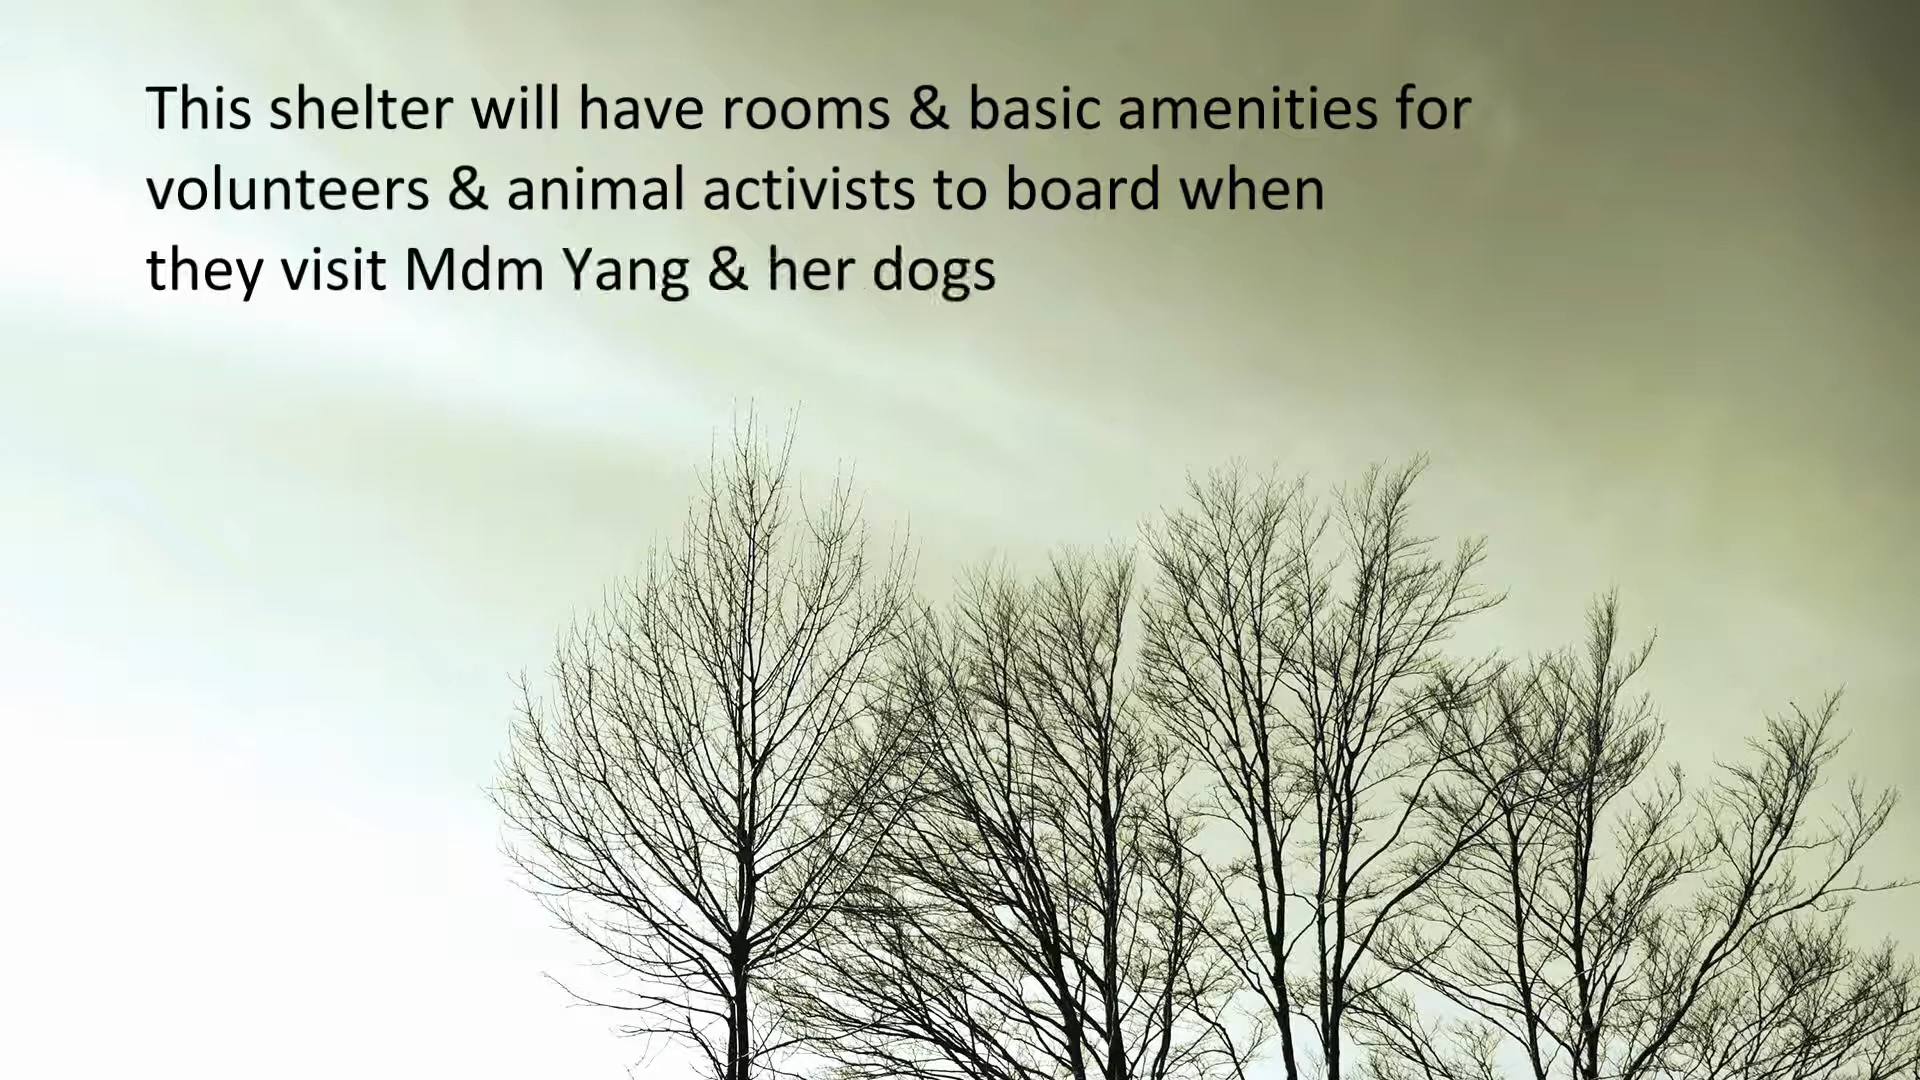 This shelter will have rooms & basic amenities for
volunteers & animal activists to board when
they visit Mdm Yang & her dogs